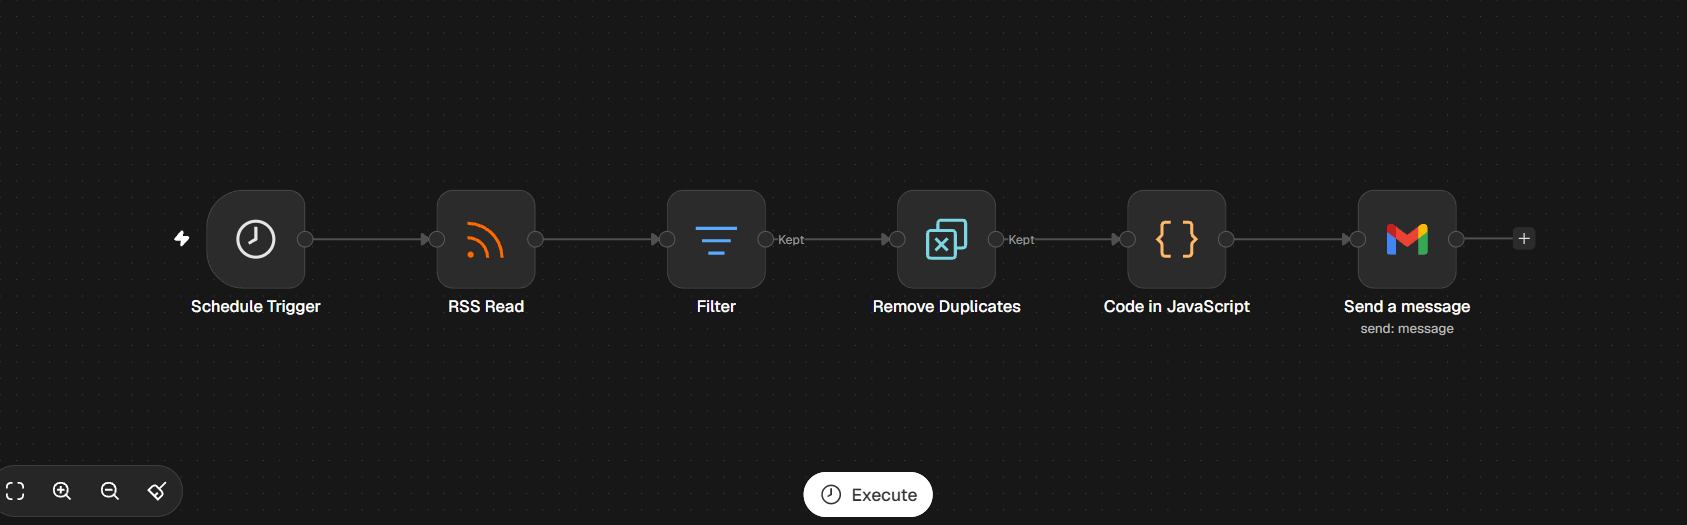 Kept
Kept
Schedule Trigger
RSS Read
Filter
Remove Duplicates
Code in JavaScript
Send a message
send: message
Execute